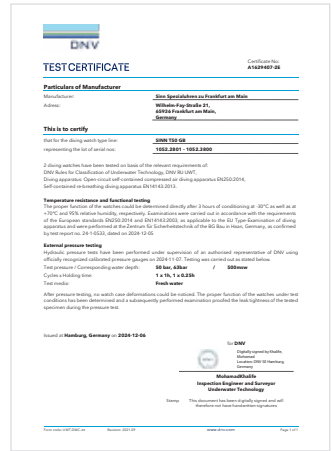 DNV
TEST CERTIFICATE
Certificate No:
A1629407-2E
Particulars of Manufacturer
Manufacturer:
Sinn Spezialuhren zu Frankfurt am Main
Adress:
Wilhelm-Fay-Straße 21,
65936 Frankfurt am Main,
Germany
This is to certify
that for the diving watch type line:
SINN T50 GB
representing the lot of serial nos:
1052.2801 - 1052.3800
2 diving watches have been tested on basis of the relevant requirements of:
DNV Rules for Classification of Underwater Technology, DNV RU UWT,
Diving apparatus: Open-circuit self-contained compressed air diving apparatus EN250:2014,
Self-contained re-breathing diving apparatus EN14143:2013.
Temperature resistance and functional testing
The proper function of the watches could be determined directly after 3 hours of conditioning at -30°C as well as at
+70°C and 95% relative humidity, respectively. Examinations were carried out in accordance with the requirements
of the European standards EN250:2014 and EN14143:2003, as applicable to the EU Type-Examination of diving
apparatus and were performed at the Zentrum für Sicherheitstechnik of the BG Bau in Haan, Germany, as confirmed
by test report no. 24-1-0533, dated on 2024-12-05
External pressure testing
Hydraulic pressure tests have been performed under supervision of an authorized representative of DNV using
officially recognized calibrated pressure gauges on 2024-11-07. Testing was carried out as stated below:
Test pressure / Corresponding water depth:
50 bar, 63bar / 500msw
Cycles x Holding time:
1 x 1h, 1 x 0.25h
Test media:
Fresh water
After pressure testing, no watch case deformations could be noticed. The proper function of the watches under test
conditions has been determined and a subsequently performed examination proofed the leak tightness of the tested
specimen during the pressure test.
Issued at Hamburg, Germany on 2024-12-06
for DNV
Digitally signed by Khalife,
Mohamad
Location: DNV SE Hamburg,
Germany
Mohamad Khalife
Inspection Engineer and Surveyor
Underwater Technology
Stamp: This document has been digitally signed and will
therefore not have handwritten signatures
www.dnv.com
Page 1 of 1